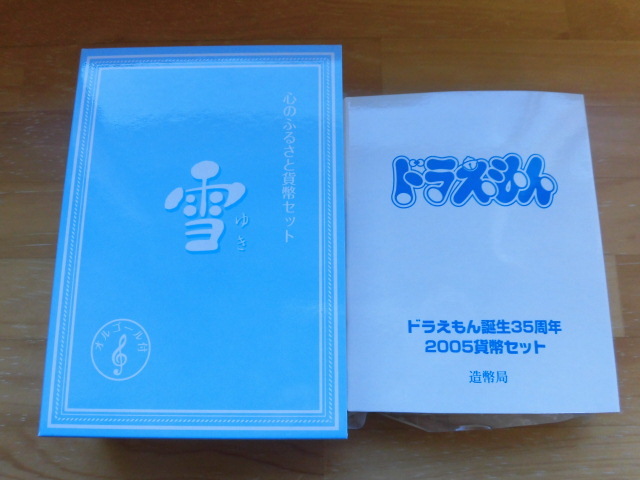 心のふるさと貨幣セット
雪
ゆき
オルゴール付
ドラえもん
ドラえもん誕生35周年
2005貨幣セット
造幣局